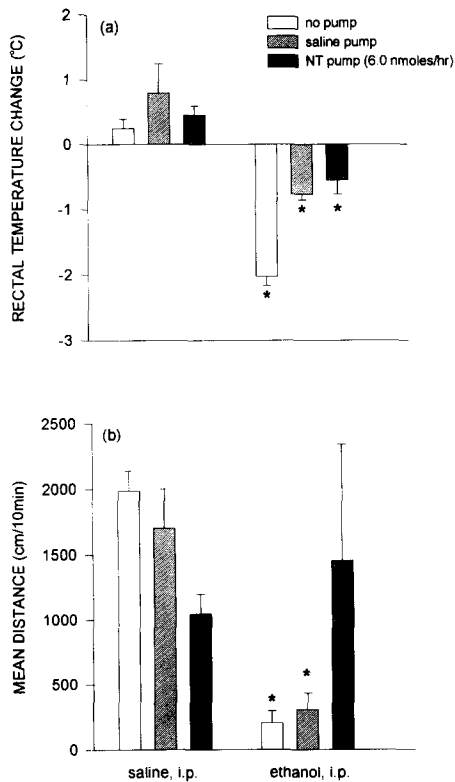 (a)
no pump
saline pump
NT pump (6.0 nmoles/hr)
RECTAL TEMPERATURE CHANGE (°C)
2
1
0
-1
-2
-3
*
*
*
(b)
MEAN DISTANCE (cm/10min)
2500
2000
1500
1000
500
0
*
*
saline, i.p.
ethanol, i.p.